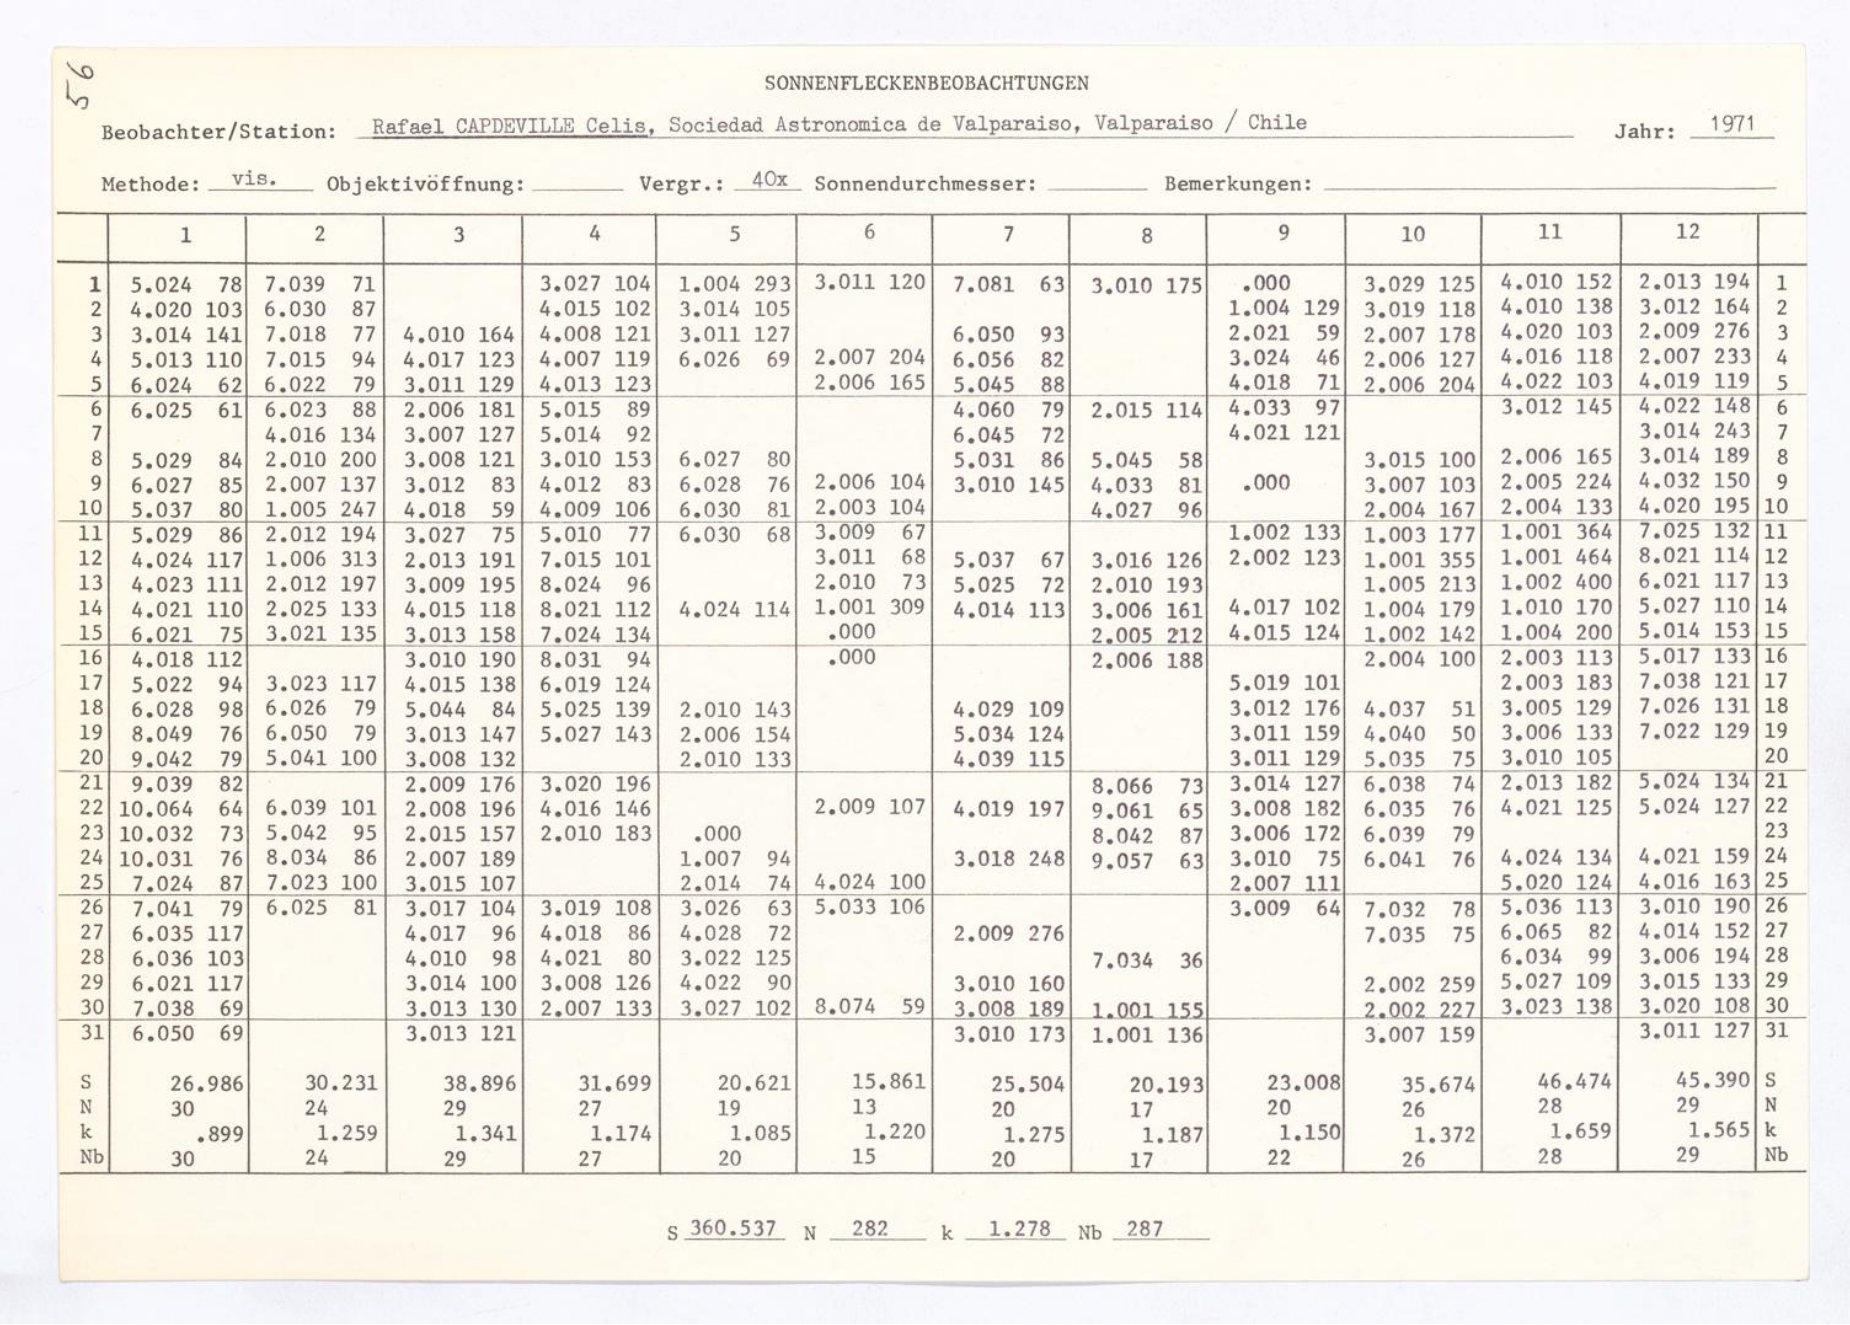 56
SONNENFLECKENBEOBACHTUNGEN
Beobachter/Station: Rafael CAPDEVILLE Celis, Sociedad Astronomica de Valparaiso, Valparaiso / Chile Jahr: 1971
Methode: vis. Objektivöffnung: Vergr.: 40x Sonnendurchmesser: Bemerkungen:
1 2 3 4 5 6 7 8 9 10 11 12
1 5.024 78 7.039 71 3.027 104 1.004 293 3.011 120 7.081 63 3.010 175 .000 3.029 125 4.010 152 2.013 194 1
2 4.020 103 6.030 87 4.015 102 3.014 105 1.004 129 3.019 118 4.010 138 3.012 164 2
3 3.014 141 7.018 77 4.010 164 4.008 121 3.011 127 6.050 93 2.021 59 2.007 178 4.020 103 2.009 276 3
4 5.013 110 7.015 94 4.017 123 4.007 119 6.026 69 2.007 204 6.056 82 3.024 46 2.006 127 4.016 118 2.007 233 4
5 6.024 62 6.022 79 3.011 129 4.013 123 2.006 165 5.045 88 4.018 71 2.006 204 4.022 103 4.019 119 5
6 6.025 61 6.023 88 2.006 181 5.015 89 4.060 79 2.015 114 4.033 97 3.012 145 4.022 148 6
7 4.016 134 3.007 127 5.014 92 6.045 72 4.021 121 3.014 243 7
8 5.029 84 2.010 200 3.008 121 3.010 153 6.027 80 5.031 86 5.045 58 3.015 100 2.006 165 3.014 189 8
9 6.027 85 2.007 137 3.012 83 4.012 83 6.028 76 2.006 104 3.010 145 4.033 81 .000 3.007 103 2.005 224 4.032 150 9
10 5.037 80 1.005 247 4.018 59 4.009 106 6.030 81 2.003 104 4.027 96 2.004 167 2.004 133 4.020 195 10
11 5.029 86 2.012 194 3.027 75 5.010 77 6.030 68 3.009 67 1.002 133 1.003 177 1.001 364 7.025 132 11
12 4.024 117 1.006 313 2.013 191 7.015 101 3.011 68 5.037 67 3.016 126 2.002 123 1.001 355 1.001 464 8.021 114 12
13 4.023 111 2.012 197 3.009 195 8.024 96 2.010 73 5.025 72 2.010 193 1.005 213 1.002 400 6.021 117 13
14 4.021 110 2.025 133 4.015 118 8.021 112 4.024 114 1.001 309 4.014 113 3.006 161 4.017 102 1.004 179 1.010 170 5.027 110 14
15 6.021 75 3.021 135 3.013 158 7.024 134 .000 2.005 212 4.015 124 1.002 142 1.004 200 5.014 153 15
16 4.018 112 3.010 190 8.031 94 .000 2.006 188 2.004 100 2.003 113 5.017 133 16
17 5.022 94 3.023 117 4.015 138 6.019 124 5.019 101 2.003 183 7.038 121 17
18 6.028 98 6.026 79 5.044 84 5.025 139 2.010 143 4.029 109 3.012 176 4.037 51 3.005 129 7.026 131 18
19 8.049 76 6.050 79 3.013 147 5.027 143 2.006 154 5.034 124 3.011 159 4.040 50 3.006 133 7.022 129 19
20 9.042 79 5.041 100 3.008 132 2.010 133 4.039 115 3.011 129 5.035 75 3.010 105 20
21 9.039 82 2.009 176 3.020 196 8.066 73 3.014 127 6.038 74 2.013 182 5.024 134 21
22 10.064 64 6.039 101 2.008 196 4.016 146 2.009 107 4.019 197 9.061 65 3.008 182 6.035 76 4.021 125 5.024 127 22
23 10.032 73 5.042 95 2.015 157 2.010 183 .000 8.042 87 3.006 172 6.039 79 23
24 10.031 76 8.034 86 2.007 189 1.007 94 3.018 248 9.057 63 3.010 75 6.041 76 4.024 134 4.021 159 24
25 7.024 87 7.023 100 3.015 107 2.014 74 4.024 100 2.007 111 5.020 124 4.016 163 25
26 7.041 79 6.025 81 3.017 104 3.019 108 3.026 63 5.033 106 3.009 64 7.032 78 5.036 113 3.010 190 26
27 6.035 117 4.017 96 4.018 86 4.028 72 2.009 276 7.035 75 6.065 82 4.014 152 27
28 6.036 103 4.010 98 4.021 80 3.022 125 7.034 36 6.034 99 3.006 194 28
29 6.021 117 3.014 100 3.008 126 4.022 90 3.010 160 2.002 259 5.027 109 3.015 133 29
30 7.038 69 3.013 130 2.007 133 3.027 102 8.074 59 3.008 189 1.001 155 2.002 227 3.023 138 3.020 108 30
31 6.050 69 3.013 121 3.010 173 1.001 136 3.007 159 3.011 127 31
S 26.986 30.231 38.896 31.699 20.621 15.861 25.504 20.193 23.008 35.674 46.474 45.390 S
N 30 24 29 27 19 13 20 17 20 26 28 29 N
k .899 1.259 1.341 1.174 1.085 1.220 1.275 1.187 1.150 1.372 1.659 1.565 k
Nb 30 24 29 27 20 15 20 17 22 26 28 29 Nb
S 360.537 N 282 k 1.278 Nb 287